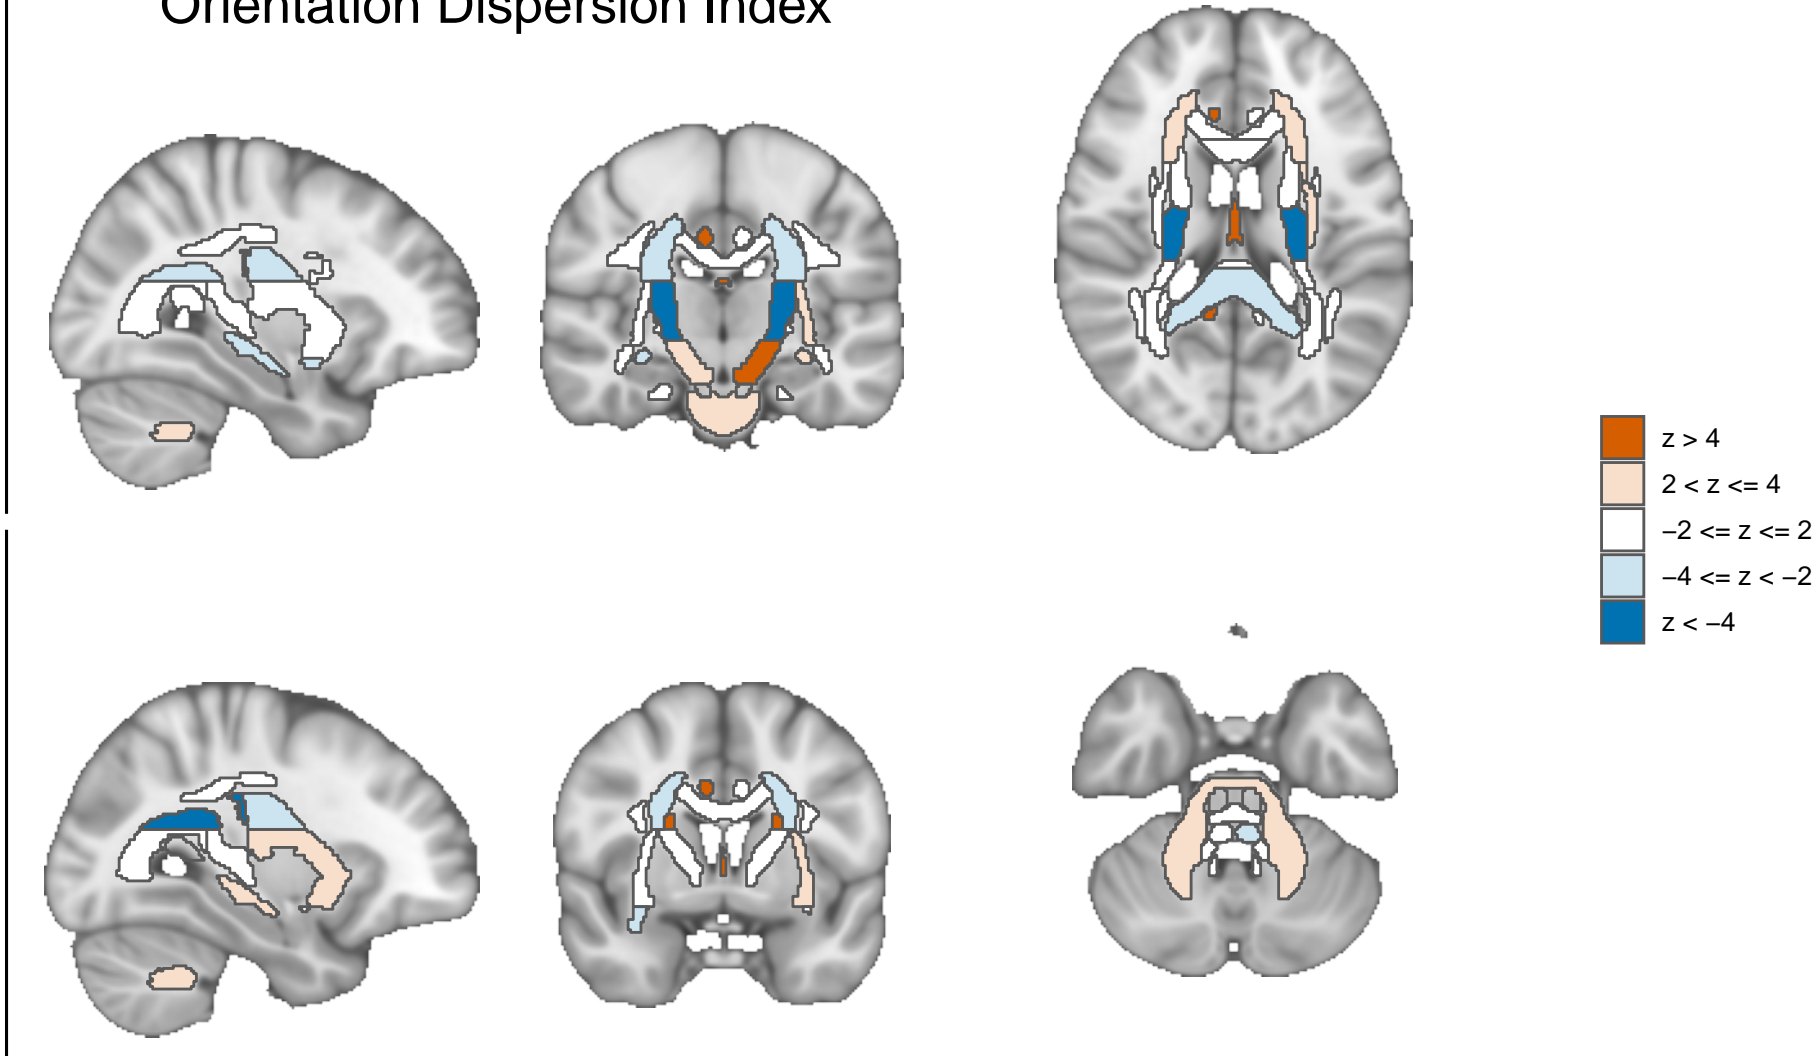 Orientation Dispersion Index
z > 4
2 < z <= 4
−2 <= z <= 2
−4 <= z < −2
z < −4